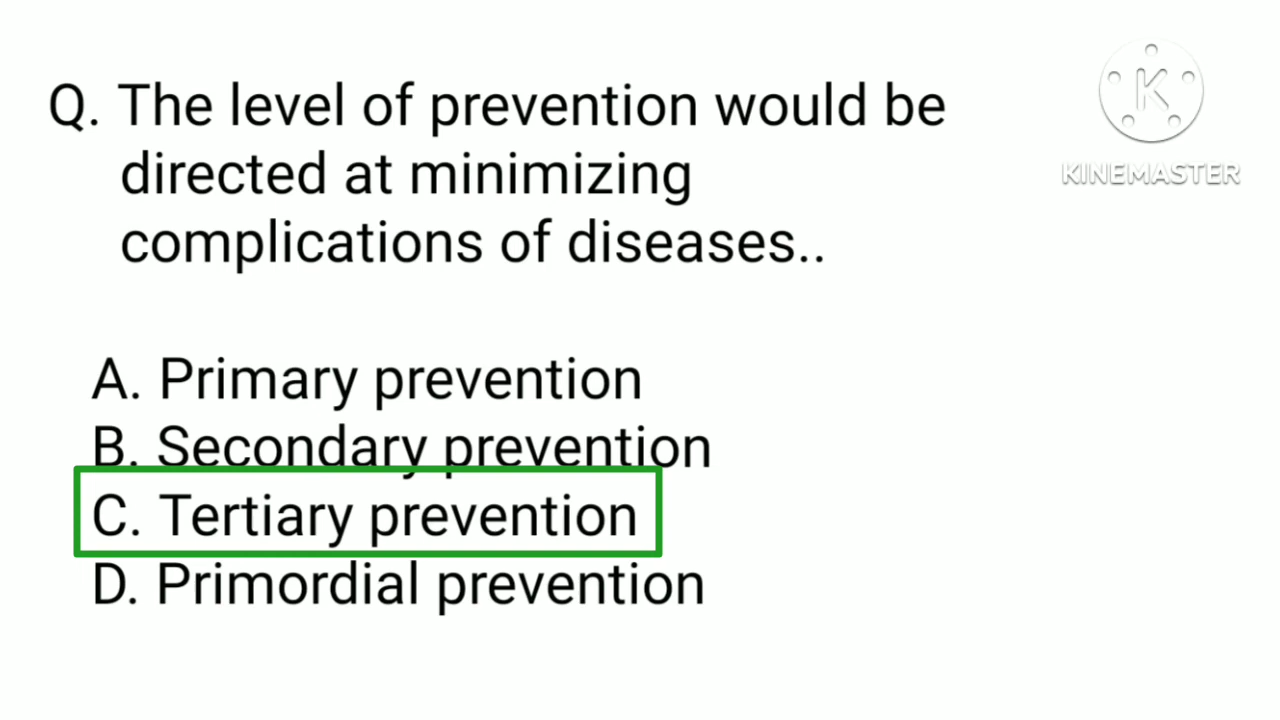 Q. The level of prevention would be
directed at minimizing
complications of diseases..
A. Primary prevention
B. Secondary prevention
C. Tertiary prevention
D. Primordial prevention
K
KINEMASTER